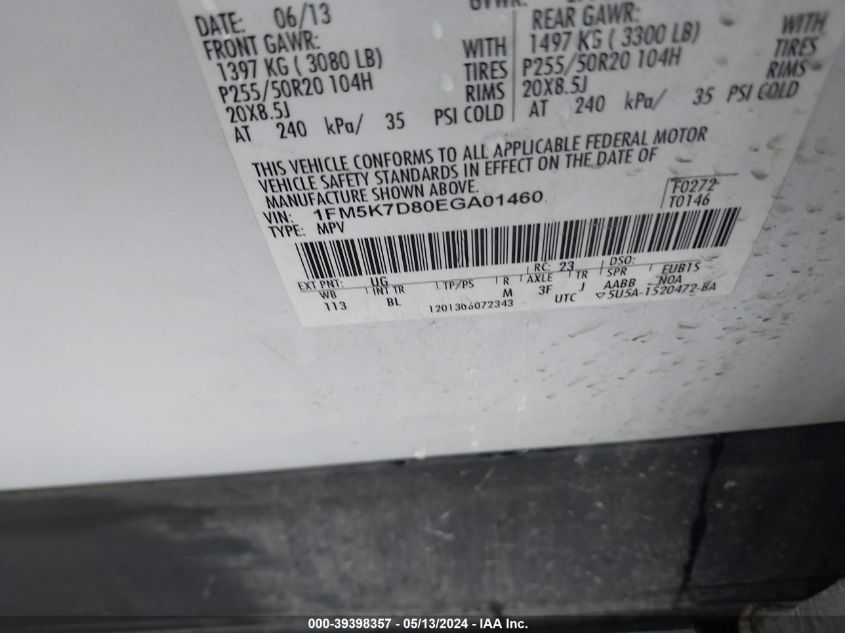 DATE: 06/13
FRONT GAWR: REAR GAWR:
1397 KG ( 3080 LB) WITH 1497 KG ( 3300 LB) WITH
P255/50R20 104H TIRES P255/50R20 104H TIRES
20X8.5J RIMS 20X8.5J RIMS
AT 240 kPa/ 35 PSI COLD AT 240 kPa/ 35 PSI COLD
THIS VEHICLE CONFORMS TO ALL APPLICABLE FEDERAL MOTOR
VEHICLE SAFETY STANDARDS IN EFFECT ON THE DATE OF
MANUFACTURE SHOWN ABOVE.
VIN: 1FM5K7D80EGA01460 F0272
TYPE: MPV T0146
RC: 23 DSO:
EXT PNT: UG EUB1S
WB INT TR TP/PS R AXLE TR SPR NOA
113 BL M 3F J AABB
1201306072343 UTC ▽5U5A-1520472-BA
000-39398357 / 05/13/2024 - IAA Inc.